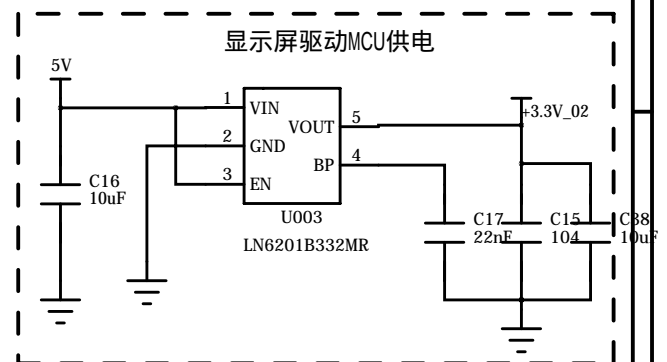 显示屏驱动MCU供电
5V
1
VIN
2
GND
3
EN
VOUT
5
BP
4
U003
LN6201B332MR
+3.3V_02
C16
10uF
C17
22nF
C15
104
C38
10uF